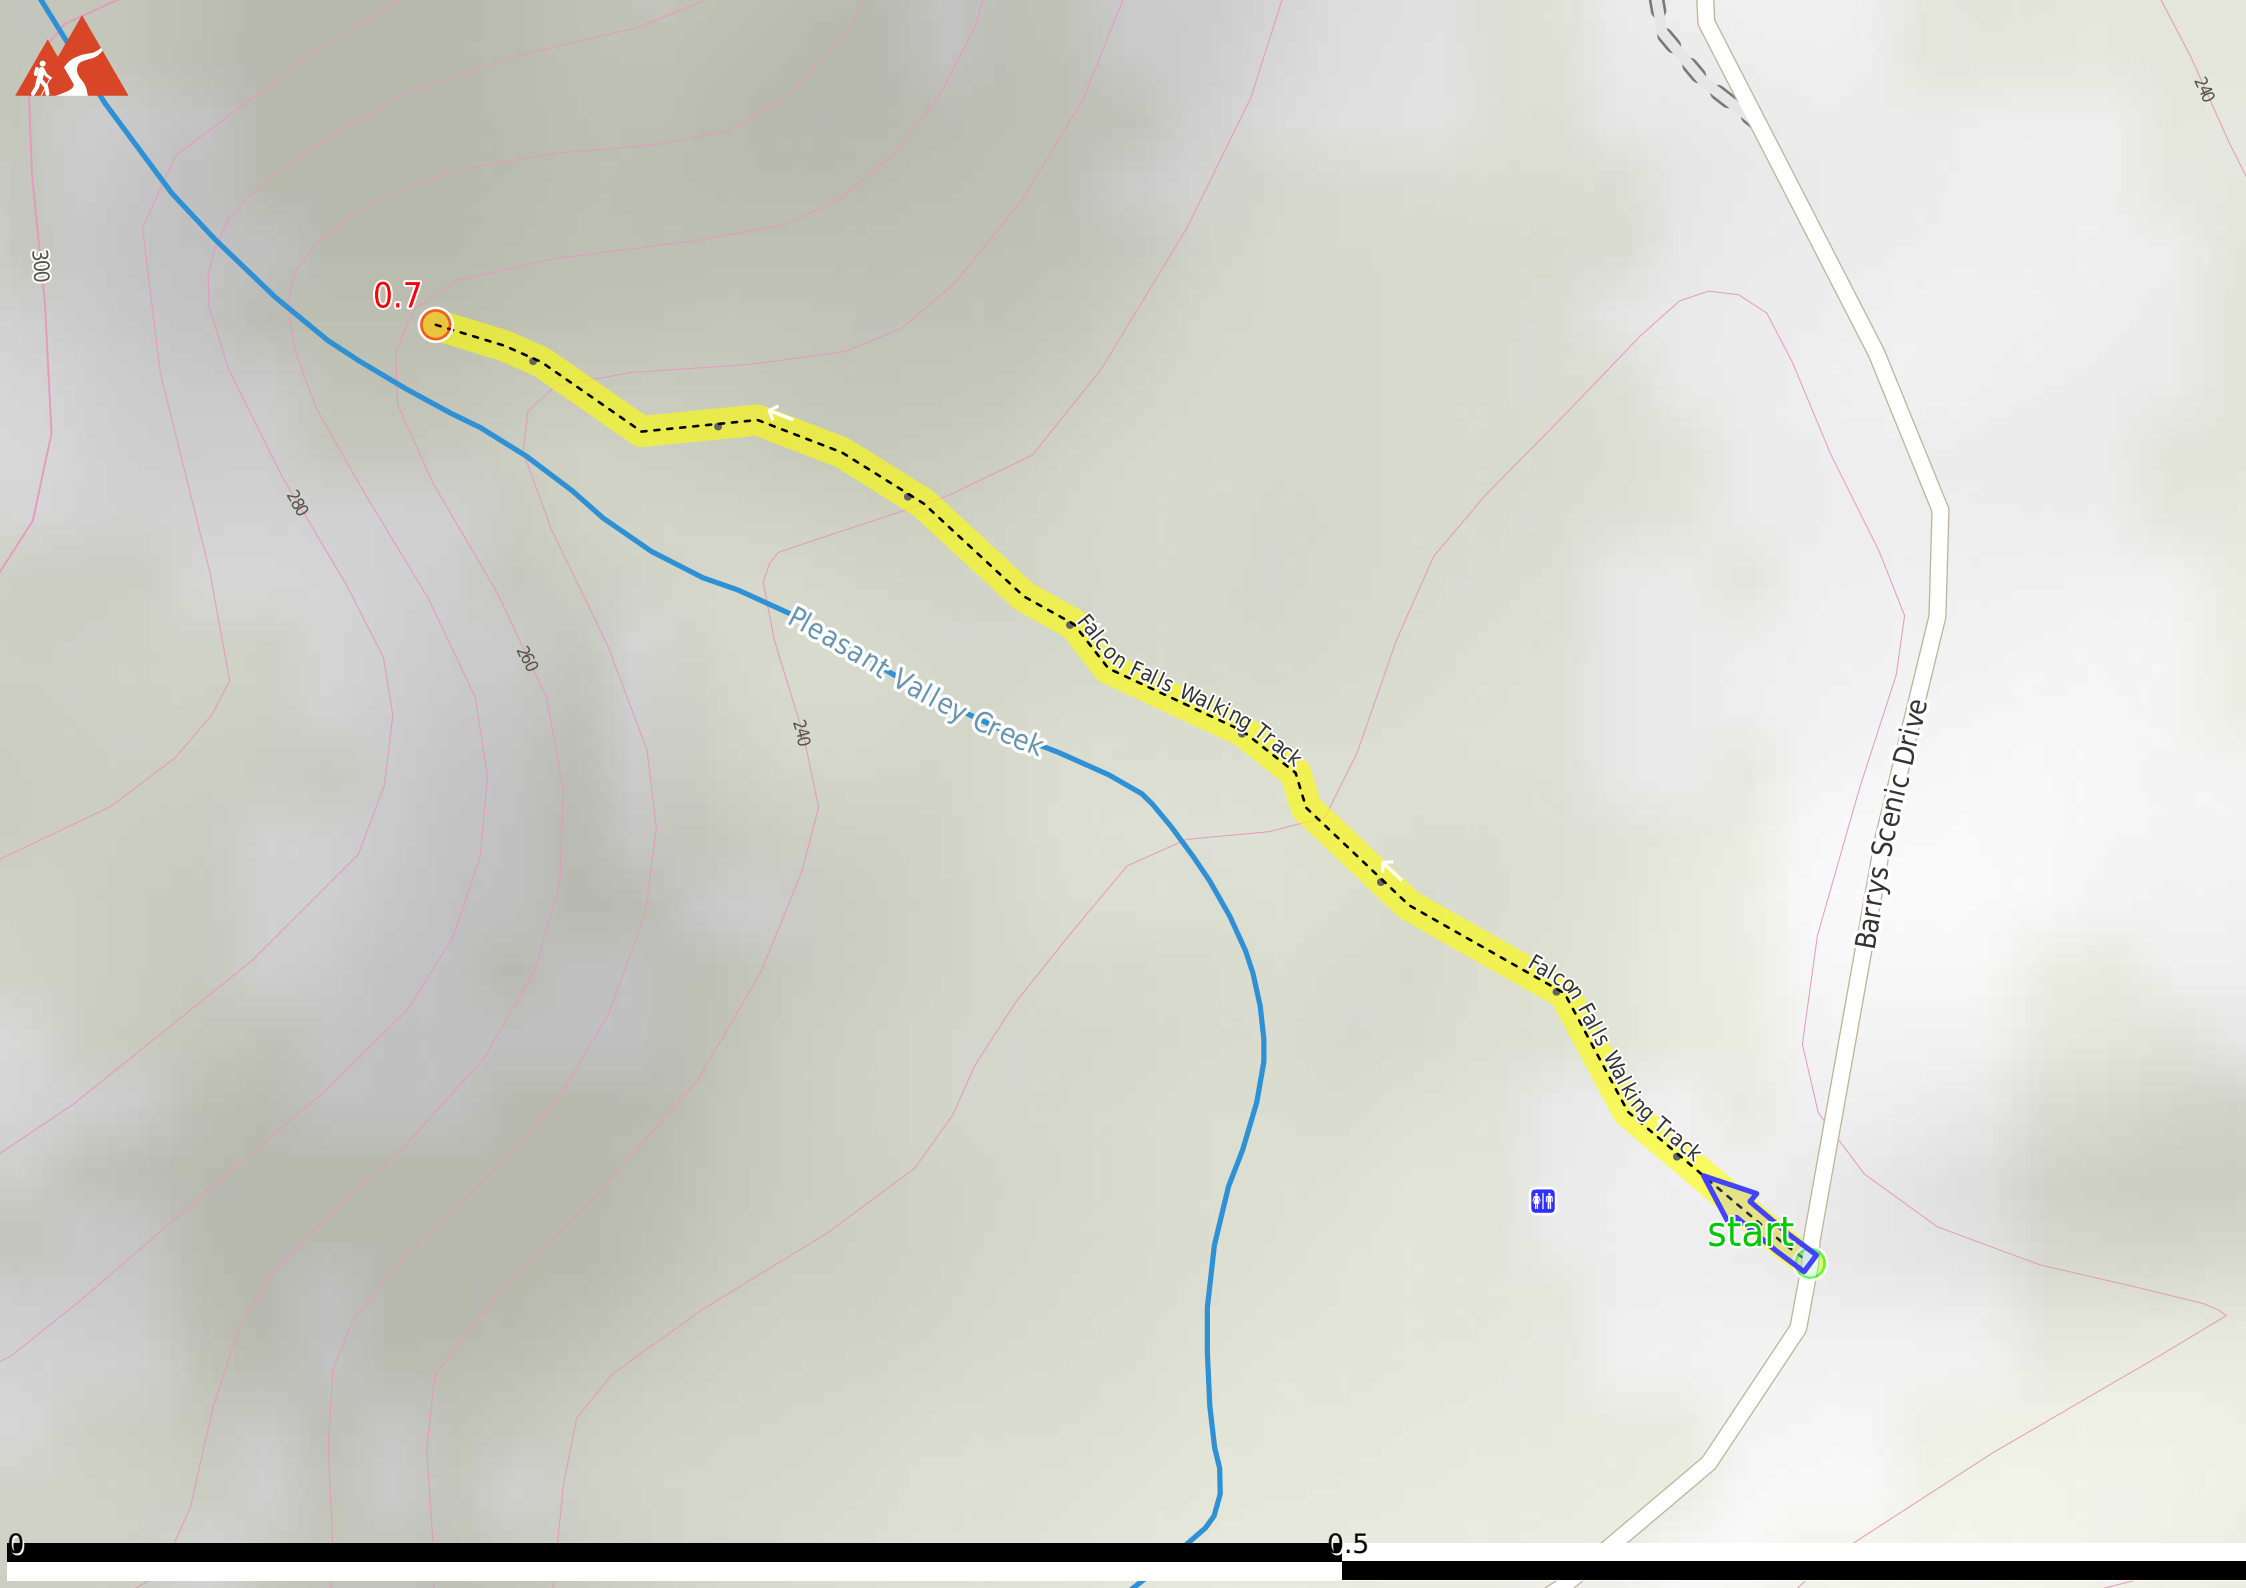 240
300
0.7
280
Pleasant Valley Creek
Falcon Falls Walking Track
260
240
Barrys Scenic Drive
Falcon Falls Walking Track
start
0
0.5